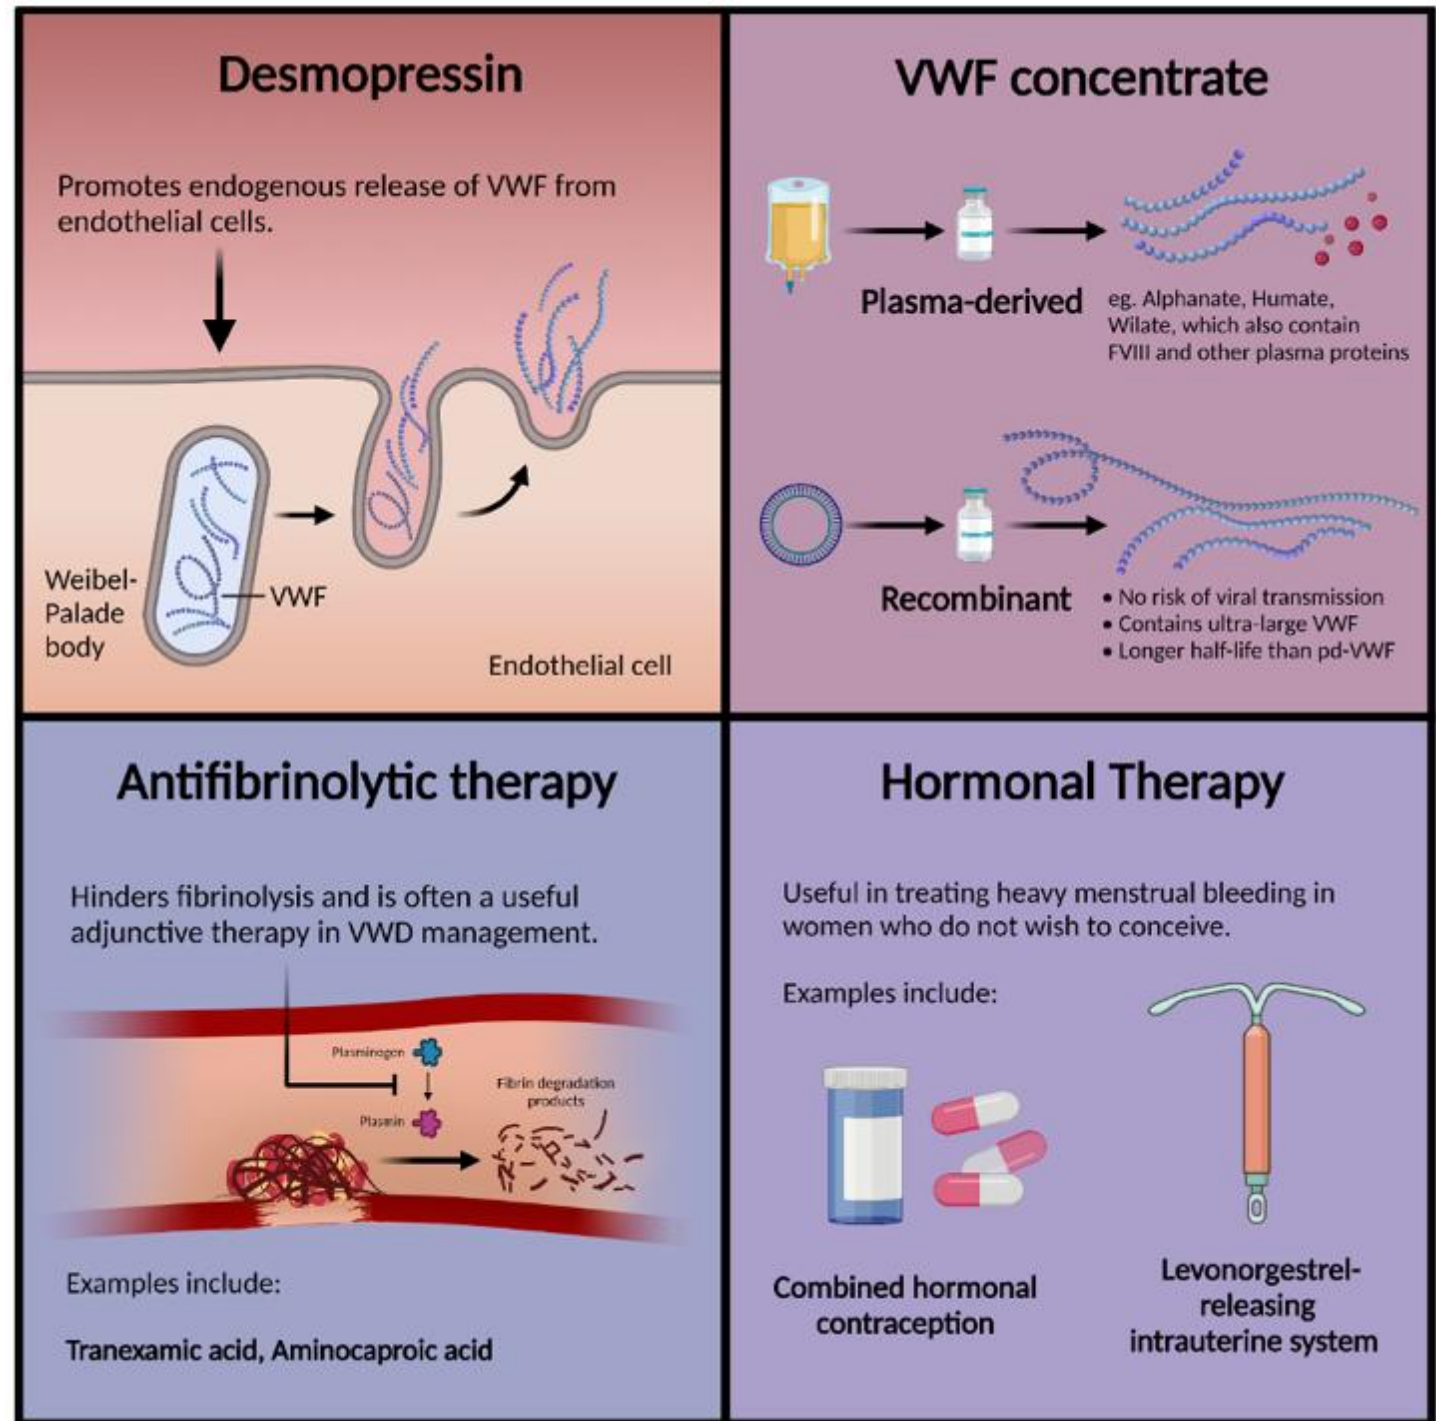 Desmopressin
Promotes endogenous release of VWF from
endothelial cells.
Weibel-
Palade
body
VWF
Endothelial cell
VWF concentrate
Plasma-derived
eg. Alphanate, Humate,
Wilate, which also contain
FVIII and other plasma proteins
Recombinant
• No risk of viral transmission
• Contains ultra-large VWF
• Longer half-life than pd-VWF
Antifibrinolytic therapy
Hinders fibrinolysis and is often a useful
adjunctive therapy in VWD management.
Plasminogen
Plasmin
Fibrin degradation
products
Examples include:
Tranexamic acid, Aminocaproic acid
Hormonal Therapy
Useful in treating heavy menstrual bleeding in
women who do not wish to conceive.
Examples include:
Combined hormonal
contraception
Levonorgestrel-
releasing
intrauterine system